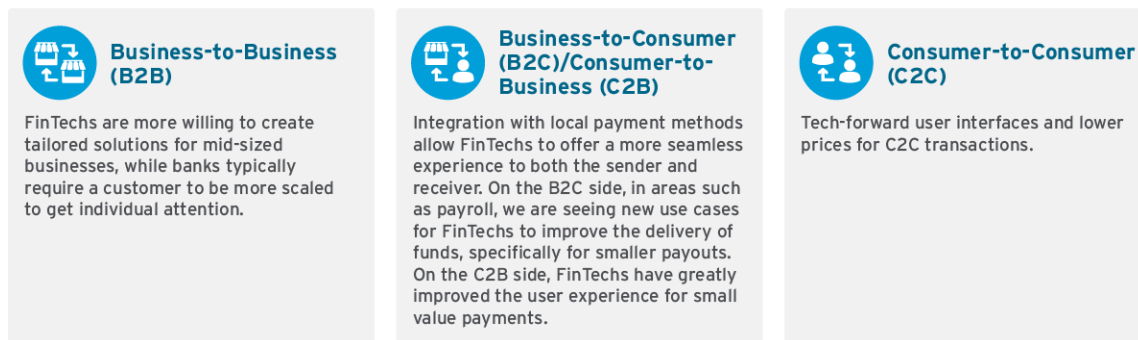 Business-to-Business
(B2B)
FinTechs are more willing to create
tailored solutions for mid-sized
businesses, while banks typically
require a customer to be more scaled
to get individual attention.
Business-to-Consumer
(B2C)/Consumer-to-
Business (C2B)
Integration with local payment methods
allow FinTechs to offer a more seamless
experience to both the sender and
receiver. On the B2C side, in areas such
as payroll, we are seeing new use cases
for FinTechs to improve the delivery of
funds, specifically for smaller payouts.
On the C2B side, FinTechs have greatly
improved the user experience for small
value payments.
Consumer-to-Consumer
(C2C)
Tech-forward user interfaces and lower
prices for C2C transactions.